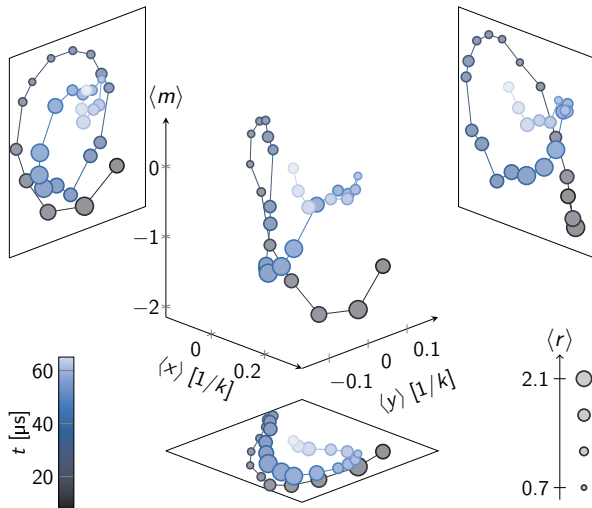 ⟨m⟩
0
−1
−2
0
0.2
⟨x⟩ [1/k]
−0.1
0
0.1
⟨y⟩ [1/k]
t [μs]
60
40
20
⟨r⟩
2.1
0.7